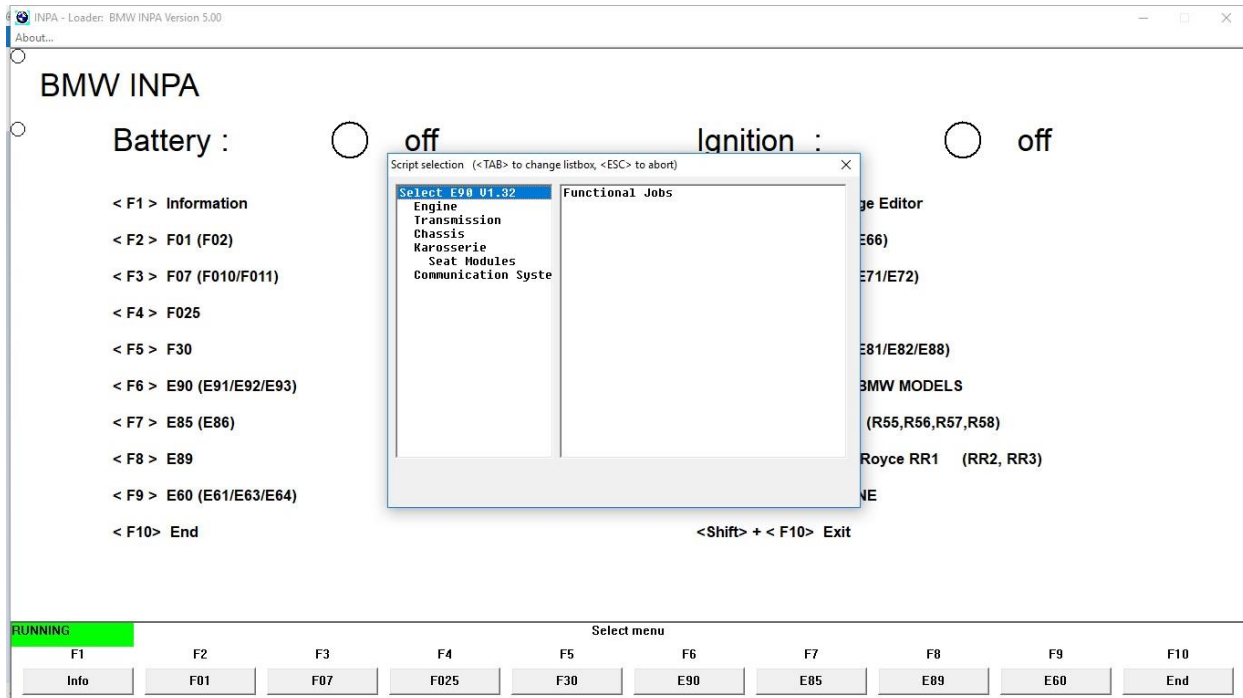 INPA - Loader: BMW INPA Version 5.00
About...
BMW INPA
Battery : off
Ignition : off
Script selection (<TAB> to change listbox, <ESC> to abort)
Select E90 V1.32
Engine
Transmission
Chassis
Karosserie
Seat Modules
Communication Syste
Functional Jobs
< F1 > Information
< F2 > F01 (F02)
< F3 > F07 (F010/F011)
< F4 > F025
< F5 > F30
< F6 > E90 (E91/E92/E93)
< F7 > E85 (E86)
< F8 > E89
< F9 > E60 (E61/E63/E64)
< F10> End
Editor
E66)
E71/E72)
E81/E82/E88)
BMW MODELS
(R55,R56,R57,R58)
Royce RR1 (RR2, RR3)
NE
<Shift> + < F10> Exit
RUNNING
Select menu
F1 F2 F3 F4 F5 F6 F7 F8 F9 F10
Info F01 F07 F025 F30 E90 E85 E89 E60 End